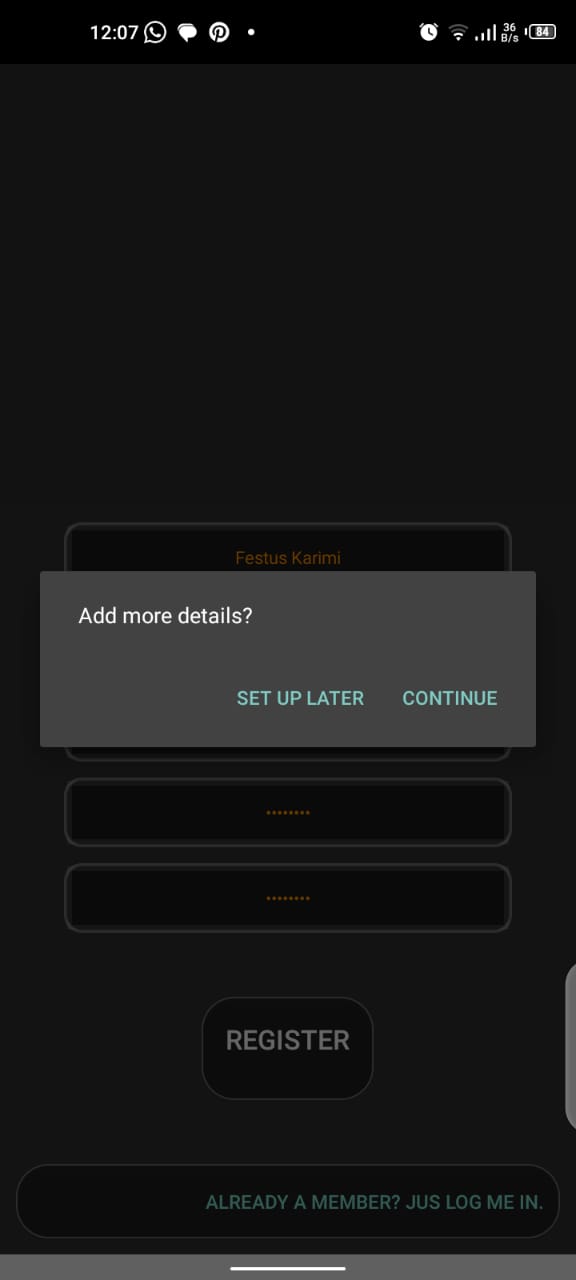 12:07
36
B/s
84
Festus Karimi
Add more details?
SET UP LATER CONTINUE
••••••••
••••••••
REGISTER
ALREADY A MEMBER? JUS LOG ME IN.